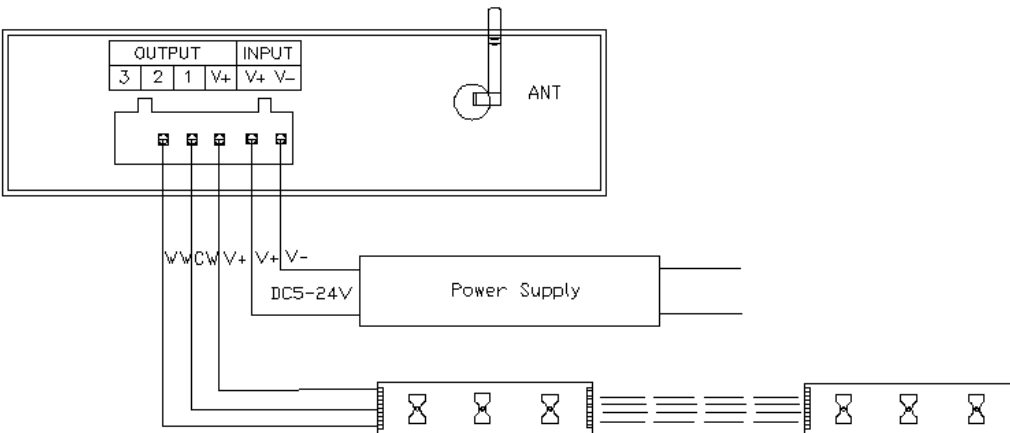 OUTPUT INPUT
3 2 1 V+ V+ V-
ANT
WW CW V+ V+ V-
DC5-24V
Power Supply